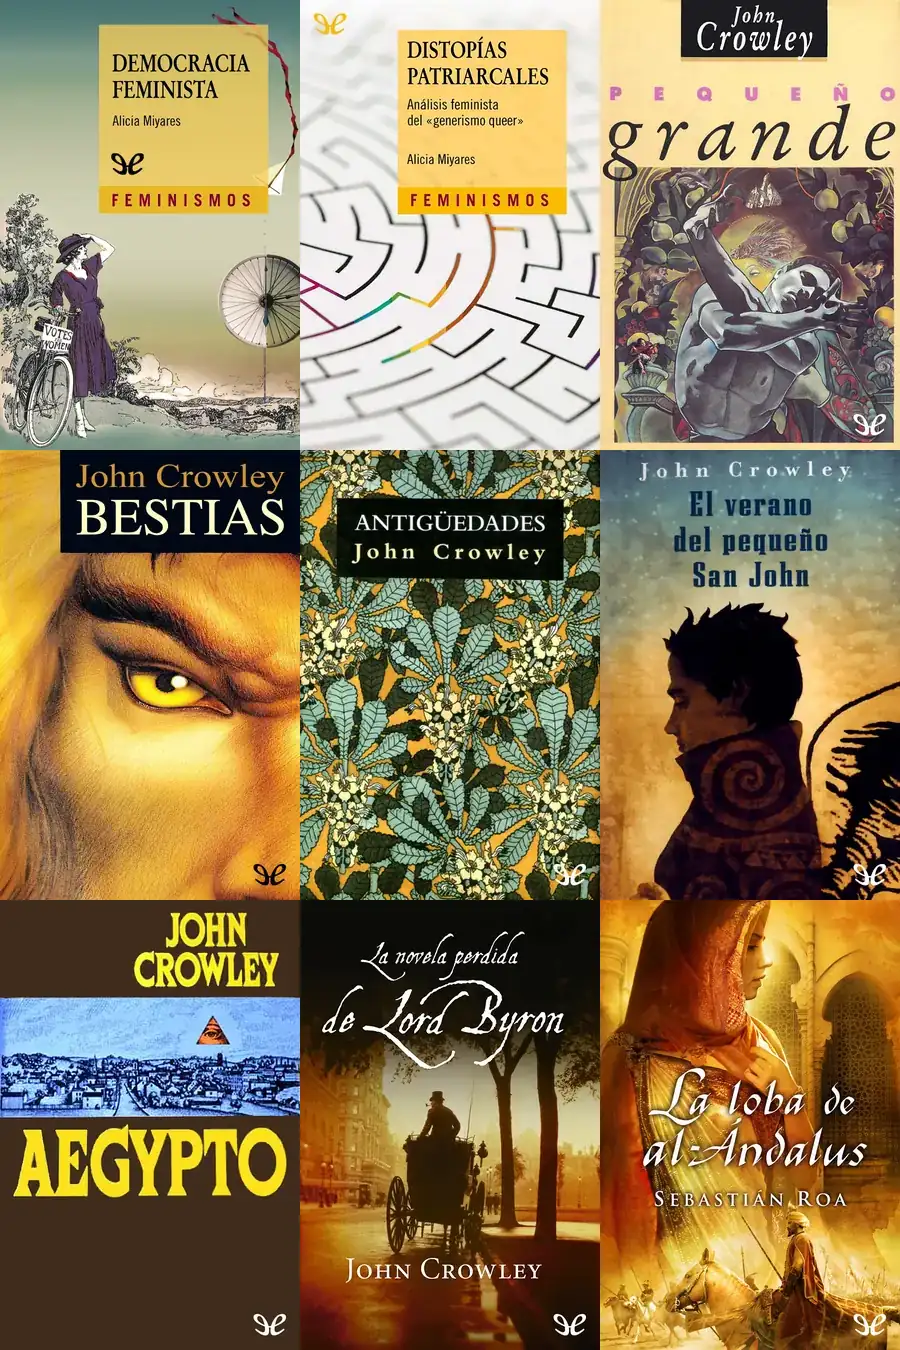 DEMOCRACIA
FEMINISTA
Alicia Miyares
FEMINISMOS
VOTES
WOMEN
DISTOPÍAS
PATRIARCALES
Análisis feminista
del «generismo queer»
Alicia Miyares
FEMINISMOS
John
Crowley
PEQUEÑO
grande
John Crowley
BESTIAS
ANTIGÜEDADES
John Crowley
John Crowley
El verano
del pequeño
San John
JOHN
CROWLEY
AEGYPTO
La novela perdida
de Lord Byron
JOHN CROWLEY
La loba de
al-Ándalus
SEBASTIÁN ROA